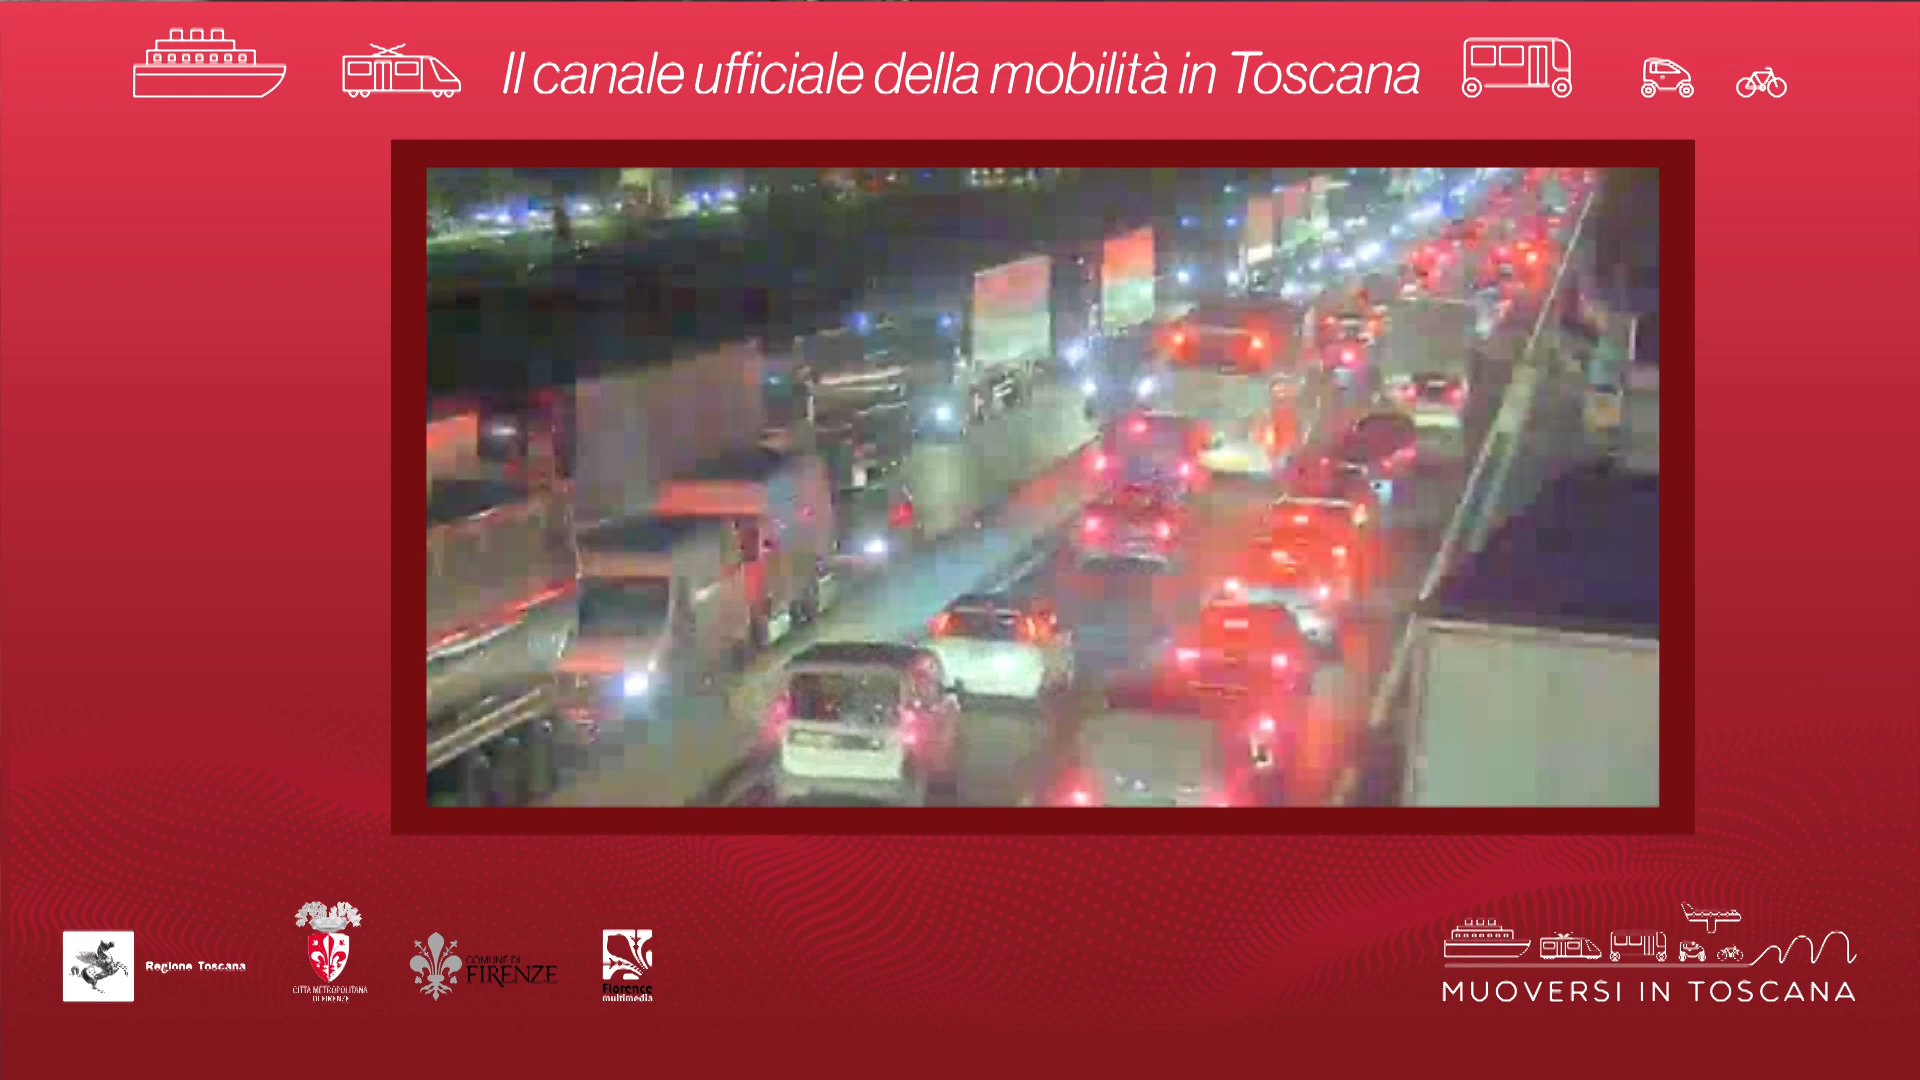 Il canale ufficiale della mobilità in Toscana
Regione Toscana
CITTÀ METROPOLITANA
DI FIRENZE
COMUNE DI
FIRENZE
Florence
multimedia
MUOVERSI IN TOSCANA